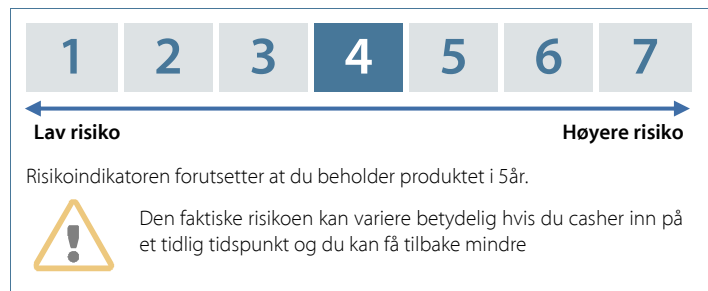 1 2 3 4 5 6 7
Lav risiko Høyere risiko
Risikoindikatoren forutsetter at du beholder produktet i 5år.
Den faktiske risikoen kan variere betydelig hvis du casher inn på
et tidlig tidspunkt og du kan få tilbake mindre